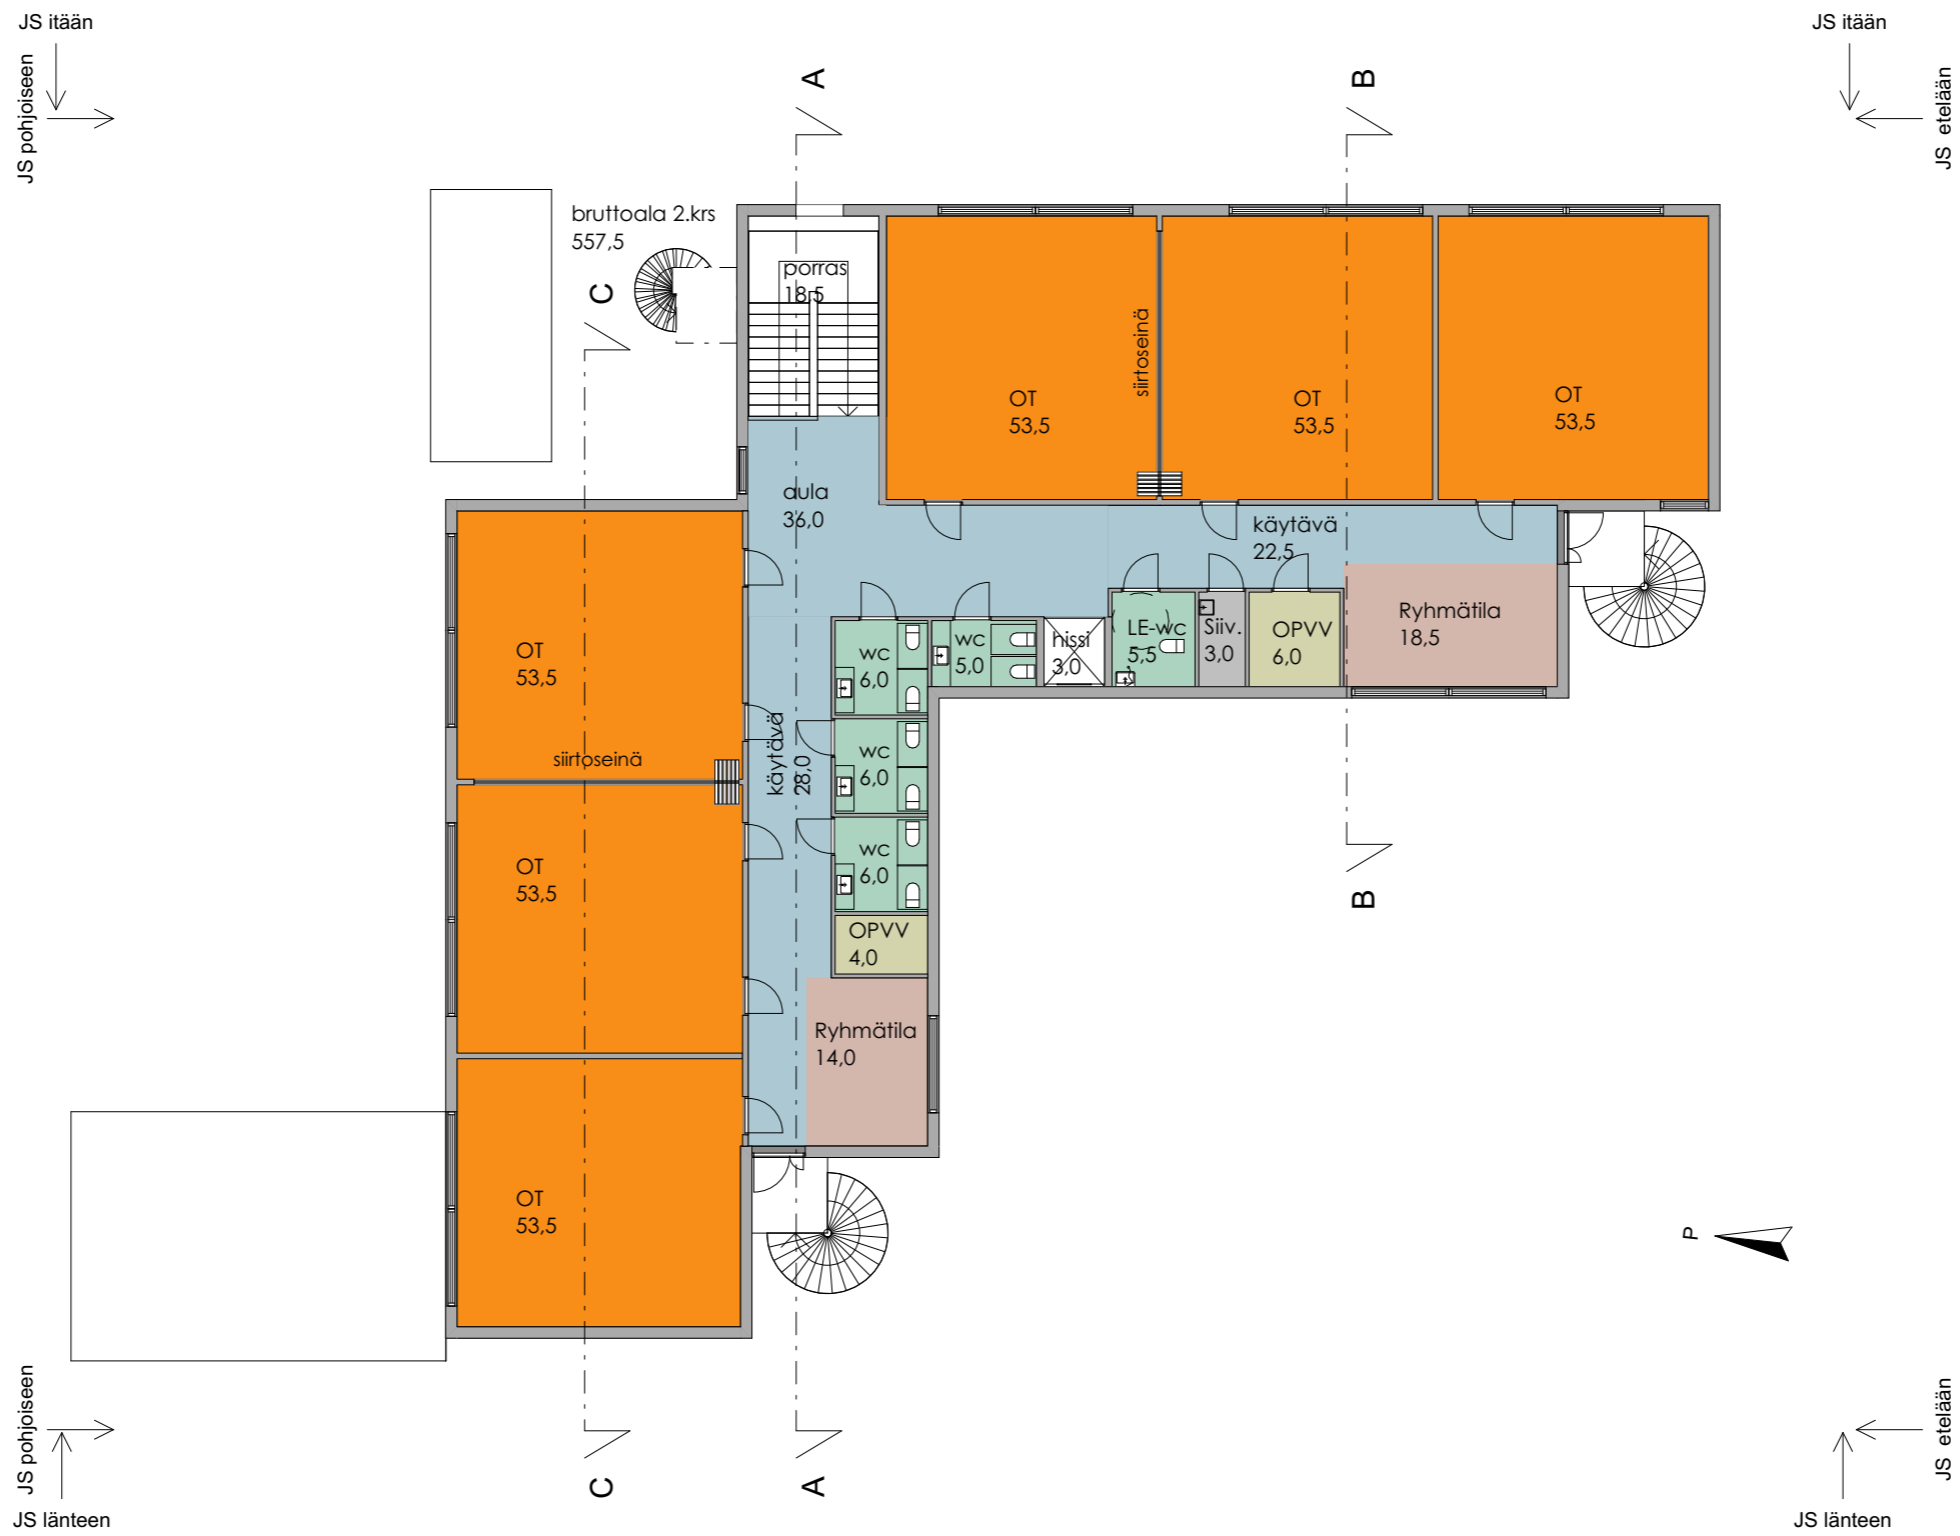 JS itään
JS pohjoiseen
A
B
JS itään
JS etelään
bruttoala 2.krs
557,5
C
porras
18,5
siirtoseinä
OT
53,5
OT
53,5
OT
53,5
aula
36,0
käytävä
22,5
Ryhmätila
18,5
OT
53,5
siirtoseinä
käytävä
28,0
wc
6,0
wc
5,0
hissi
3,0
LE-wc
5,5
Siiv.
3,0
OPVV
6,0
wc
6,0
wc
6,0
OT
53,5
B
OPVV
4,0
Ryhmätila
14,0
OT
53,5
P
C
A
JS pohjoiseen
JS länteen
JS etelään
JS länteen